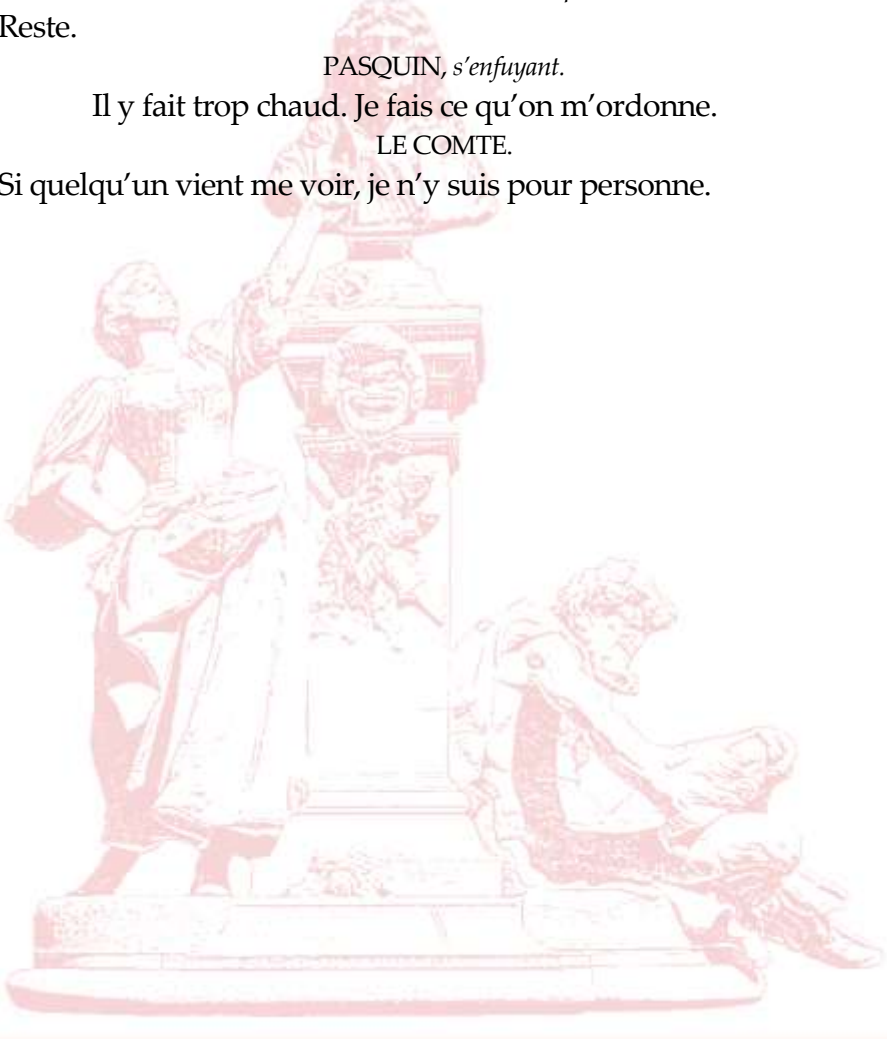 Reste.
PASQUIN, s'enfuyant.
Il y fait trop chaud. Je fais ce qu'on m'ordonne.
LE COMTE.
Si quelqu'un vient me voir, je n'y suis pour personne.